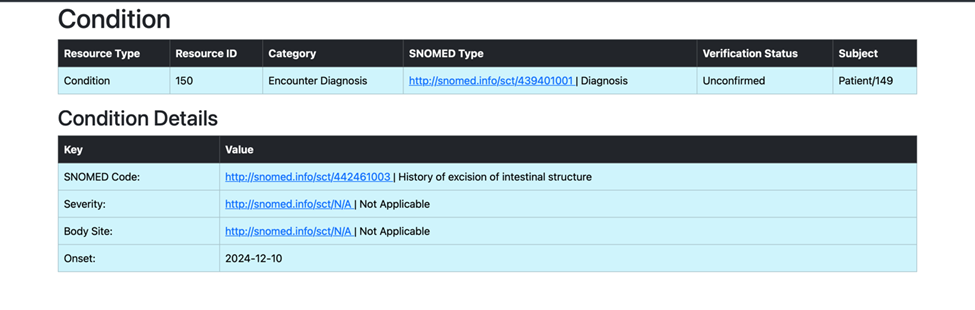 Condition
Resource Type Resource ID Category SNOMED Type Verification Status Subject
Condition 150 Encounter Diagnosis http://snomed.info/sct/439401001 | Diagnosis Unconfirmed Patient/149
Condition Details
Key Value
SNOMED Code: http://snomed.info/sct/442461003 | History of excision of intestinal structure
Severity: http://snomed.info/sct/N/A | Not Applicable
Body Site: http://snomed.info/sct/N/A | Not Applicable
Onset: 2024-12-10